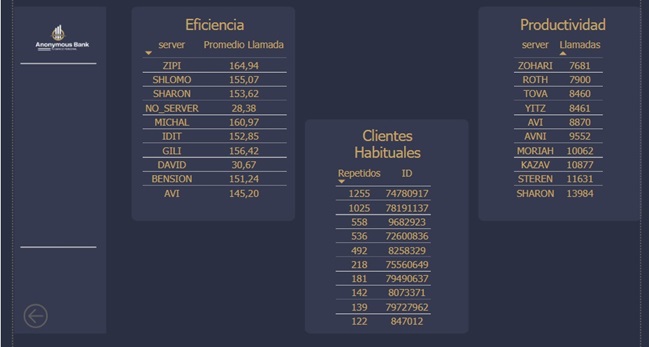 Anonymous Bank
Eficiencia
server Promedio Llamada
ZIPI 164,94
SHLOMO 155,07
SHARON 153,62
NO_SERVER 28,38
MICHAL 160,97
IDIT 152,85
GILI 156,42
DAVID 30,67
BENSION 151,24
AVI 145,20
Clientes
Habituales
Repetidos ID
1255 74780917
1025 78191137
558 9682923
536 72600836
492 8258329
218 75560649
181 79490637
142 8073371
139 79727962
122 847012
Productividad
server Llamadas
ZOHARI 7681
ROTH 7900
TOVA 8460
YITZ 8461
AVI 8870
AVNI 9552
MORIAH 10062
KAZAV 10877
STEREN 11631
SHARON 13984